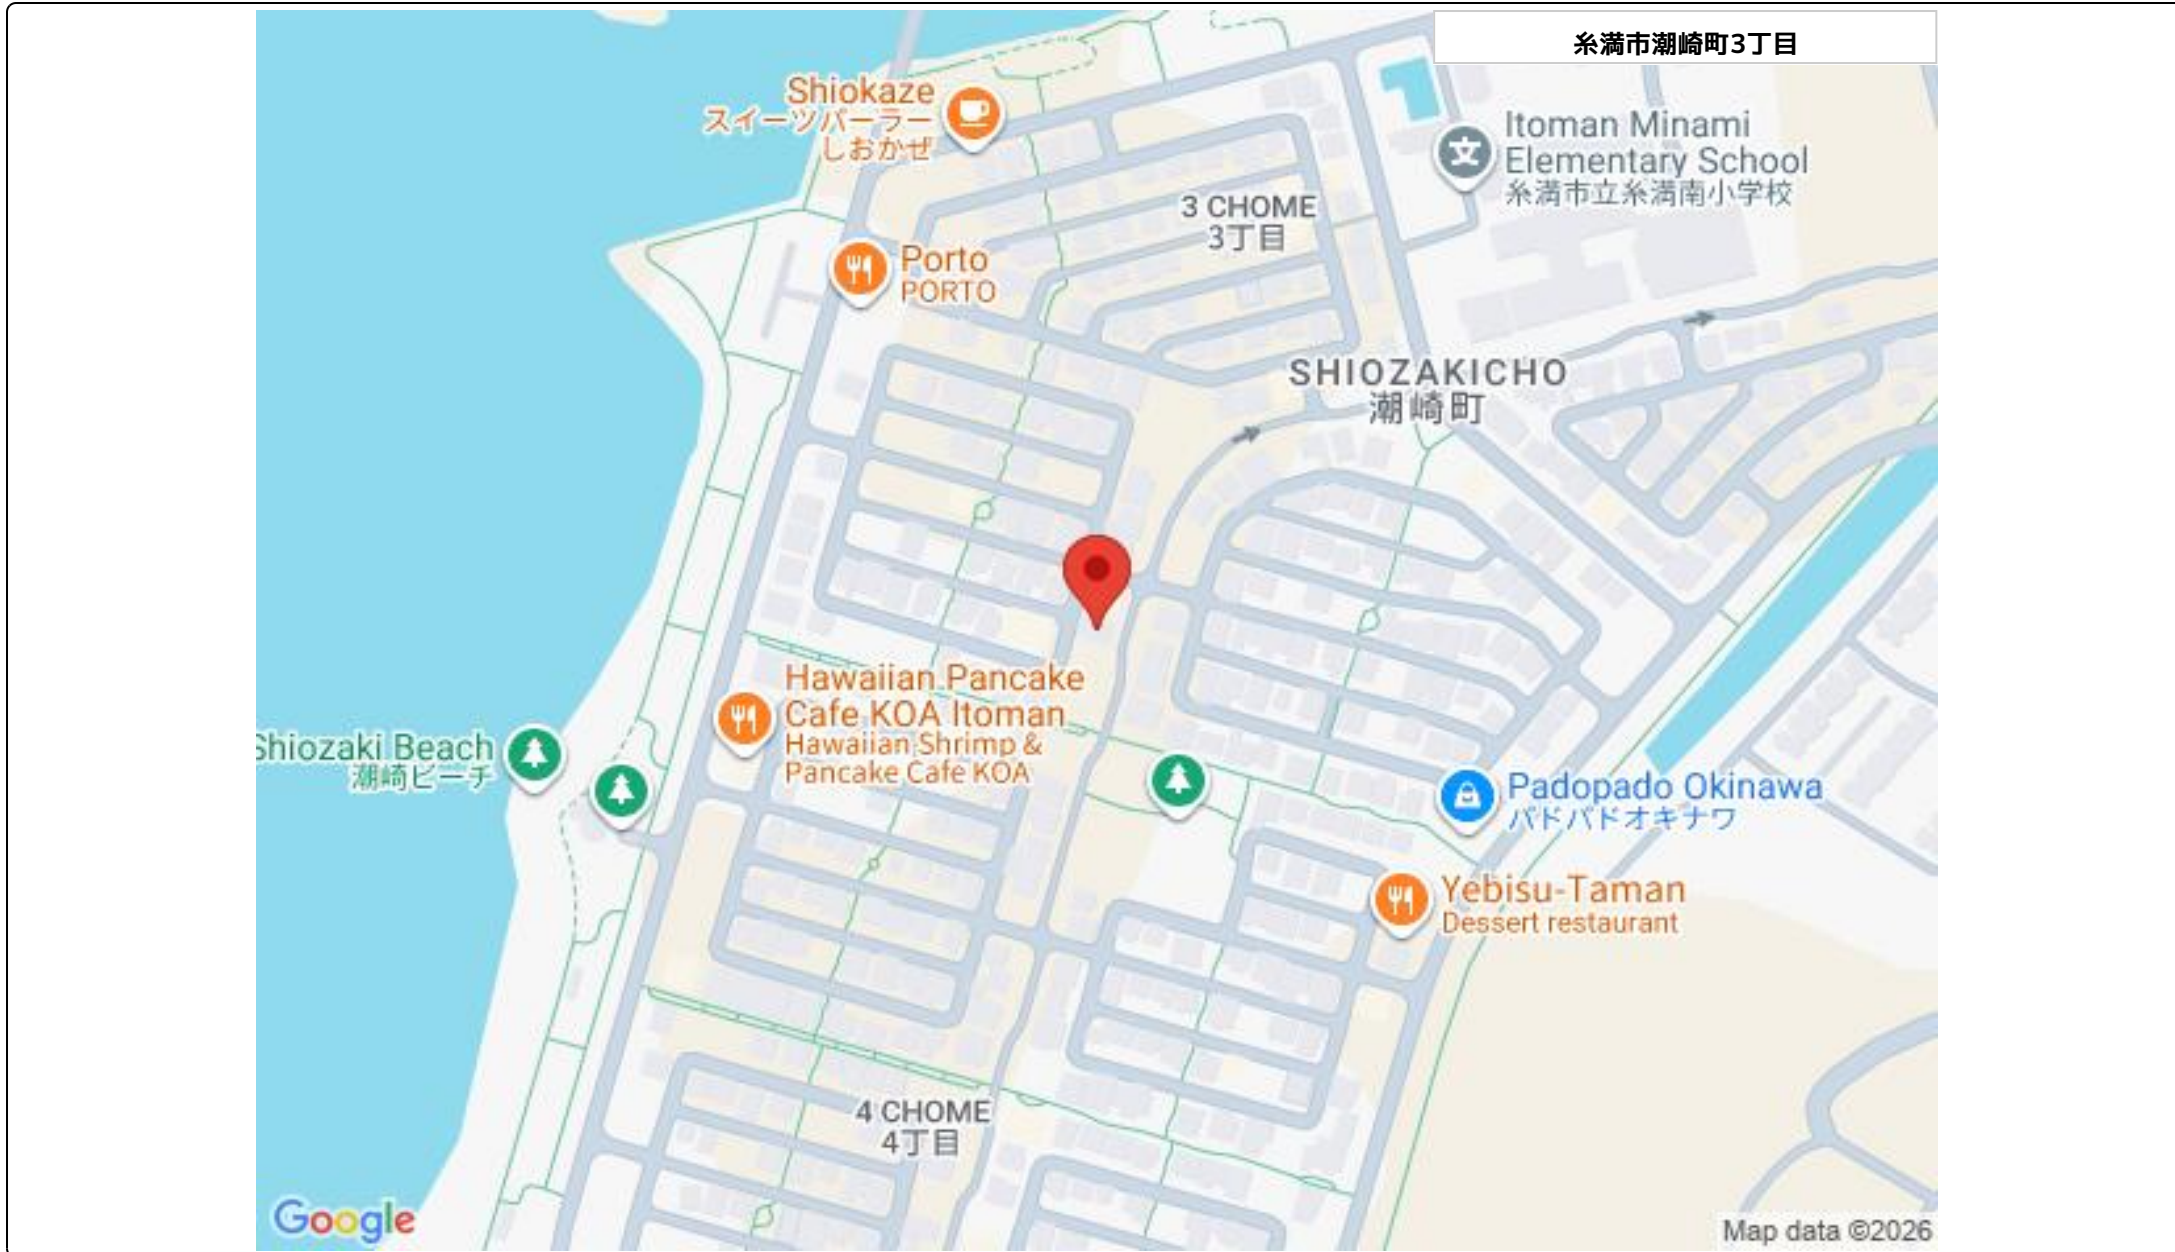 糸満市潮崎町3丁目
Shiokaze
スイーツパーラー
しおかぜ
Itoman Minami
Elementary School
糸満市立糸満南小学校
3 CHOME
3丁目
Porto
PORTO
SHIOZAKICHO
潮崎町
Hawaiian Pancake
Cafe KOA Itoman
Hawaiian Shrimp &
Pancake Cafe KOA
Shiozaki Beach
潮崎ビーチ
Padopado Okinawa
パドパドオキナワ
Yebisu-Taman
Dessert restaurant
4 CHOME
4丁目
Google
Map data ©2026